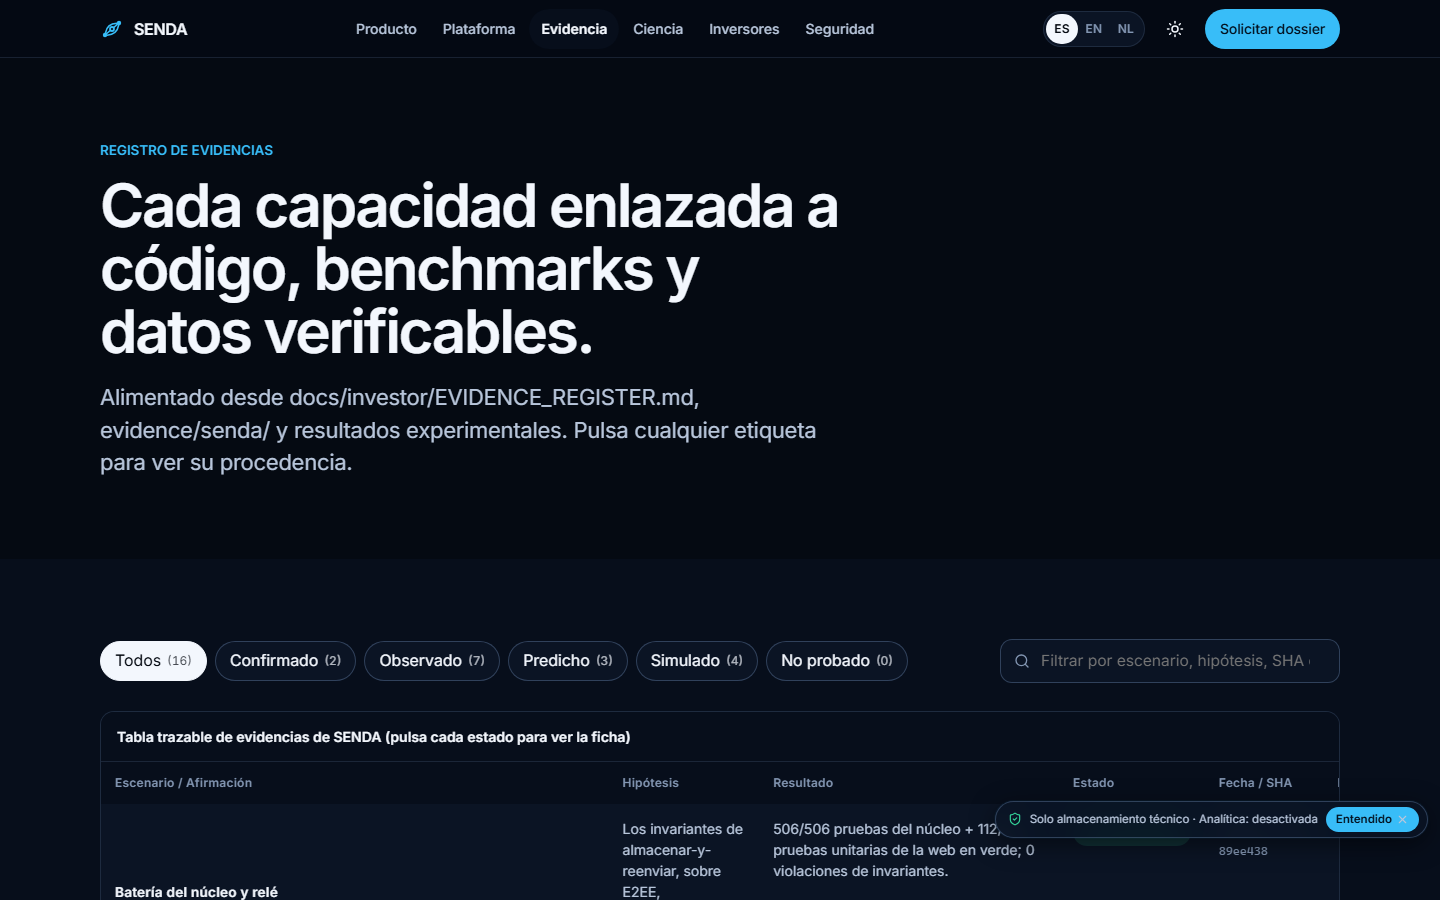 SENDA
Producto Plataforma Evidencia Ciencia Inversores Seguridad
ES EN NL
Solicitar dossier
REGISTRO DE EVIDENCIAS
Cada capacidad enlazada a
código, benchmarks y
datos verificables.
Alimentado desde docs/investor/EVIDENCE_REGISTER.md,
evidence/senda/ y resultados experimentales. Pulsa cualquier etiqueta
para ver su procedencia.
Todos (16) Confirmado (2) Observado (7) Predicho (3) Simulado (4) No probado (0)
Filtrar por escenario, hipótesis, SHA
Tabla trazable de evidencias de SENDA (pulsa cada estado para ver la ficha)
Escenario / Afirmación Hipótesis Resultado Estado Fecha / SHA
Solo almacenamiento técnico · Analítica: desactivada Entendido
Los invariantes de
almacenar-y-
reenviar, sobre
E2EE,
506/506 pruebas del núcleo + 112/
pruebas unitarias de la web en verde; 0
violaciones de invariantes.
89ee438
Batería del núcleo y relé